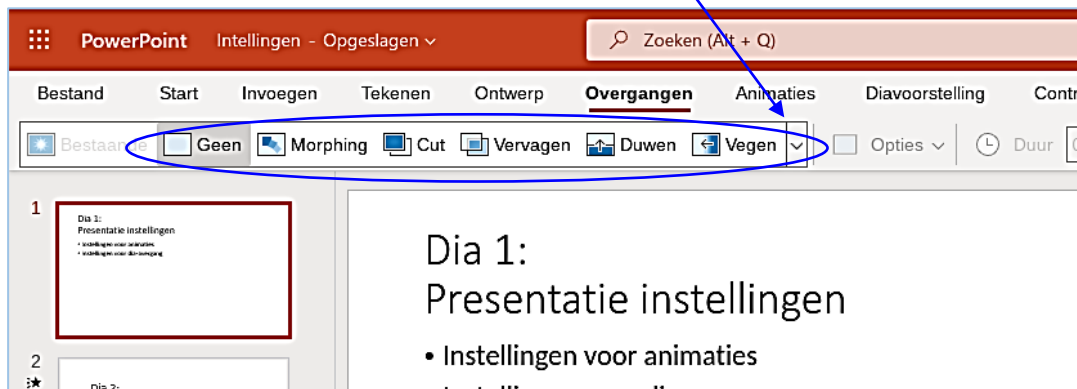 PowerPoint Intellingen - Opgeslagen
Zoeken (Alt + Q)
Bestand Start Invoegen Tekenen Ontwerp Overgangen Animaties Diavoorstelling Contr
Bestaande Geen Morphing Cut Vervagen Duwen Vegen Opties Duur
1
Dia 1:
Presentatie instellingen
• Instellingen voor animaties
• Instellingen voor dia-overgang
2
Dia 2:
Dia 1:
Presentatie instellingen
• Instellingen voor animaties